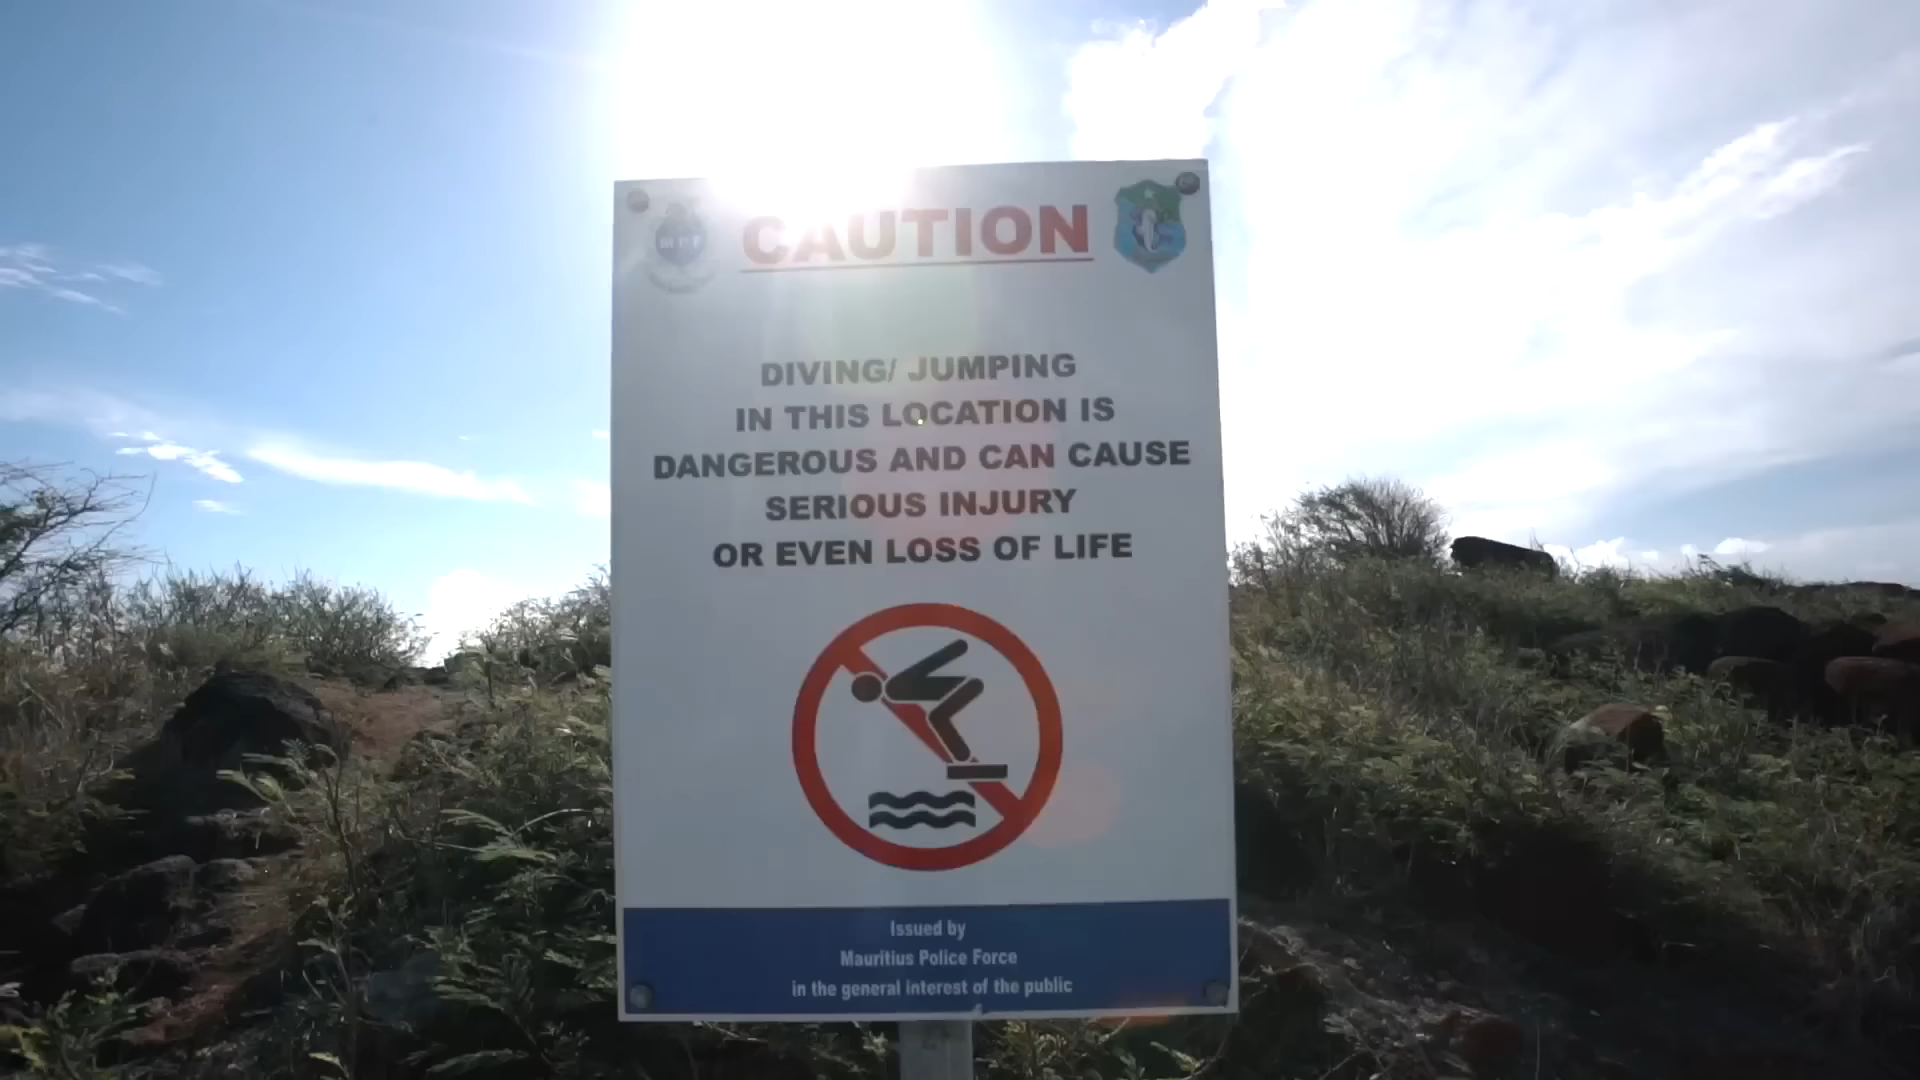 MPF
CAUTION
DIVING/ JUMPING
IN THIS LOCATION IS
DANGEROUS AND CAN CAUSE
SERIOUS INJURY
OR EVEN LOSS OF LIFE
Issued by
Mauritius Police Force
in the general interest of the public